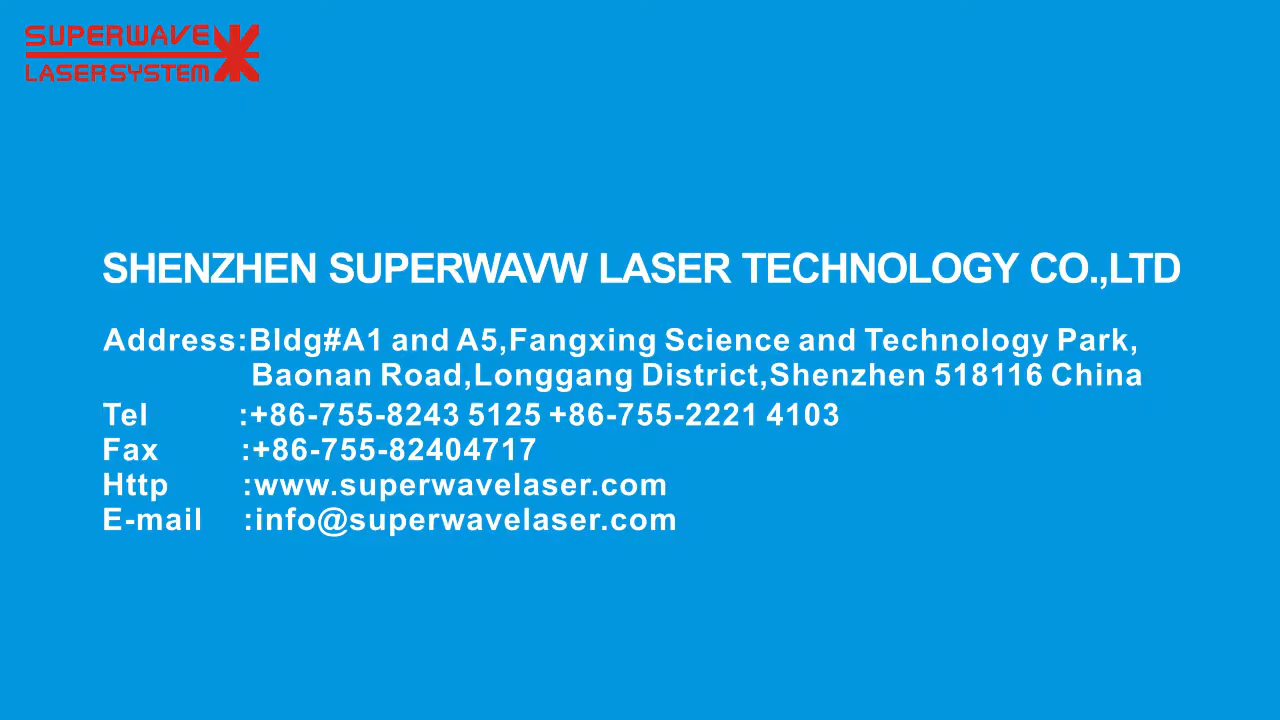 SUPERWAVE
LASER SYSTEM
SHENZHEN SUPERWAVW LASER TECHNOLOGY CO.,LTD
Address:Bldg#A1 and A5,Fangxing Science and Technology Park,
Baonan Road,Longgang District,Shenzhen 518116 China
Tel :+86-755-8243 5125 +86-755-2221 4103
Fax :+86-755-82404717
Http :www.superwavelaser.com
E-mail :info@superwavelaser.com